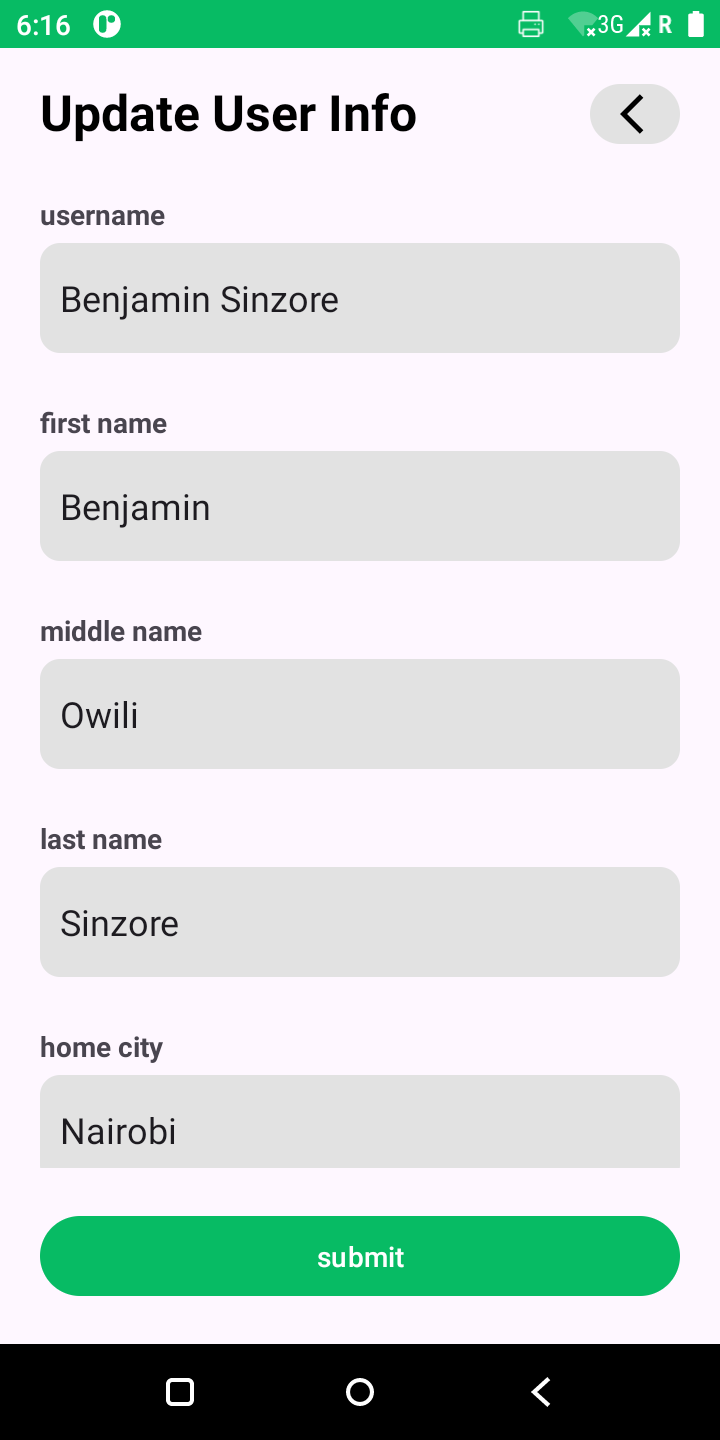 6:16
3G
R
Update User Info
username
Benjamin Sinzore
first name
Benjamin
middle name
Owili
last name
Sinzore
home city
Nairobi
submit